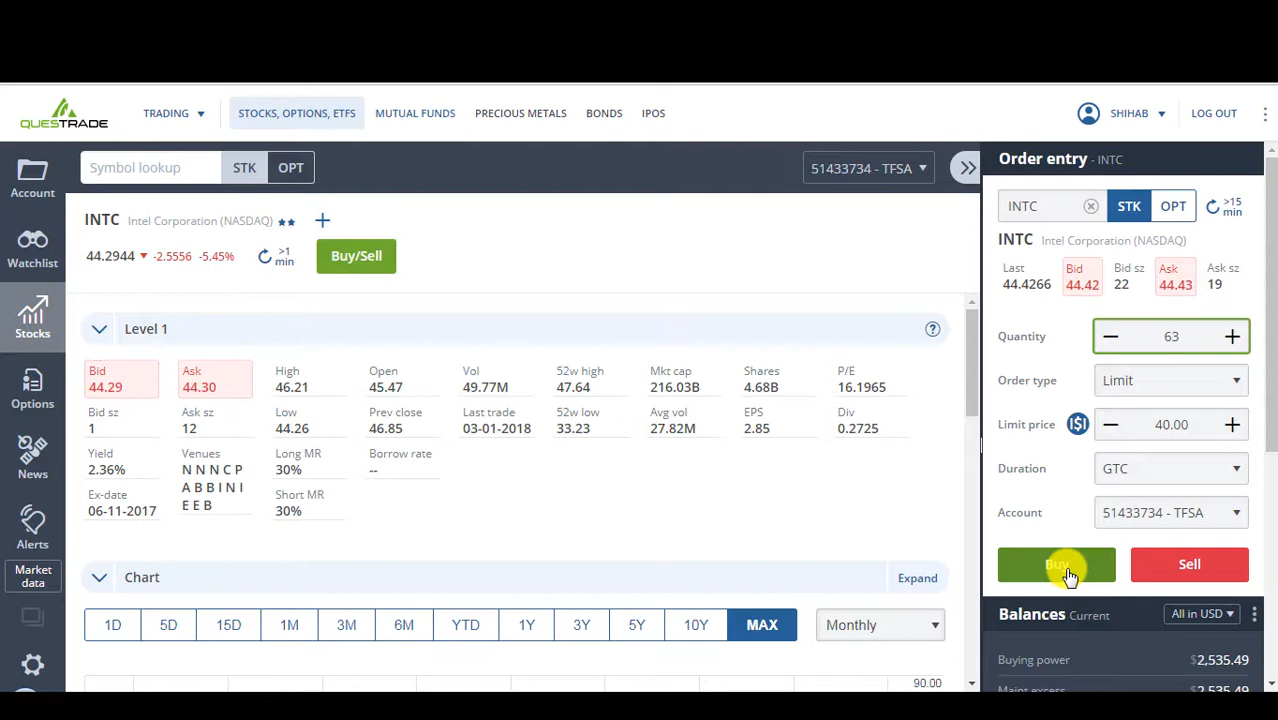 QUESTRADE
TRADING
STOCKS, OPTIONS, ETFS
MUTUAL FUNDS
PRECIOUS METALS
BONDS
IPOS
SHIHAB
LOG OUT
Account
Watchlist
Stocks
Options
News
Alerts
Market
data
Symbol lookup
STK
OPT
51433734 - TFSA
INTC Intel Corporation (NASDAQ)
44.2944 -2.5556 -5.45%
>1
min
Buy/Sell
Level 1
Bid Ask High Open Vol 52w high Mkt cap Shares P/E
44.29 44.30 46.21 45.47 49.77M 47.64 216.03B 4.68B 16.1965
Bid sz Ask sz Low Prev close Last trade 52w low Avg vol EPS Div
1 12 44.26 46.85 03-01-2018 33.23 27.82M 2.85 0.2725
Yield Venues Long MR Borrow rate
2.36% N N N C P 30% --
A B B I N I
Ex-date Short MR
06-11-2017 E E B 30%
Chart
Expand
1D 5D 15D 1M 3M 6M YTD 1Y 3Y 5Y 10Y MAX
Monthly
90.00
Order entry - INTC
INTC
STK
OPT
>15
min
INTC Intel Corporation (NASDAQ)
Last Bid Bid sz Ask Ask sz
44.4266 44.42 22 44.43 19
Quantity - 63 +
Order type Limit
Limit price - 40.00 +
Duration GTC
Account 51433734 - TFSA
Buy
Sell
Balances Current
All in USD
Buying power $2,535.49
Maint excess $2,535.49